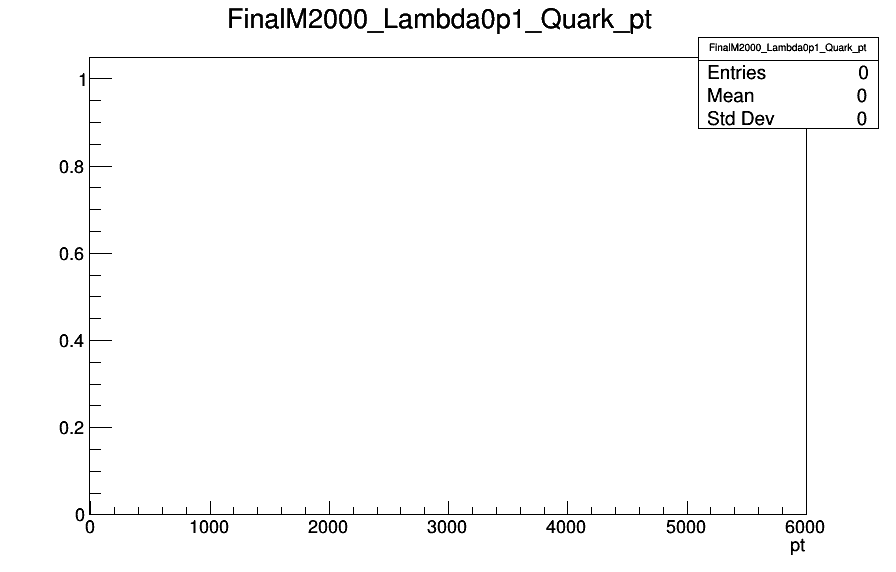 FinalM2000_Lambda0p1_Quark_pt
FinalM2000_Lambda0p1_Quark_pt
Entries 0
Mean 0
Std Dev 0
1
0.8
0.6
0.4
0.2
0
0 1000 2000 3000 4000 5000 6000
pt